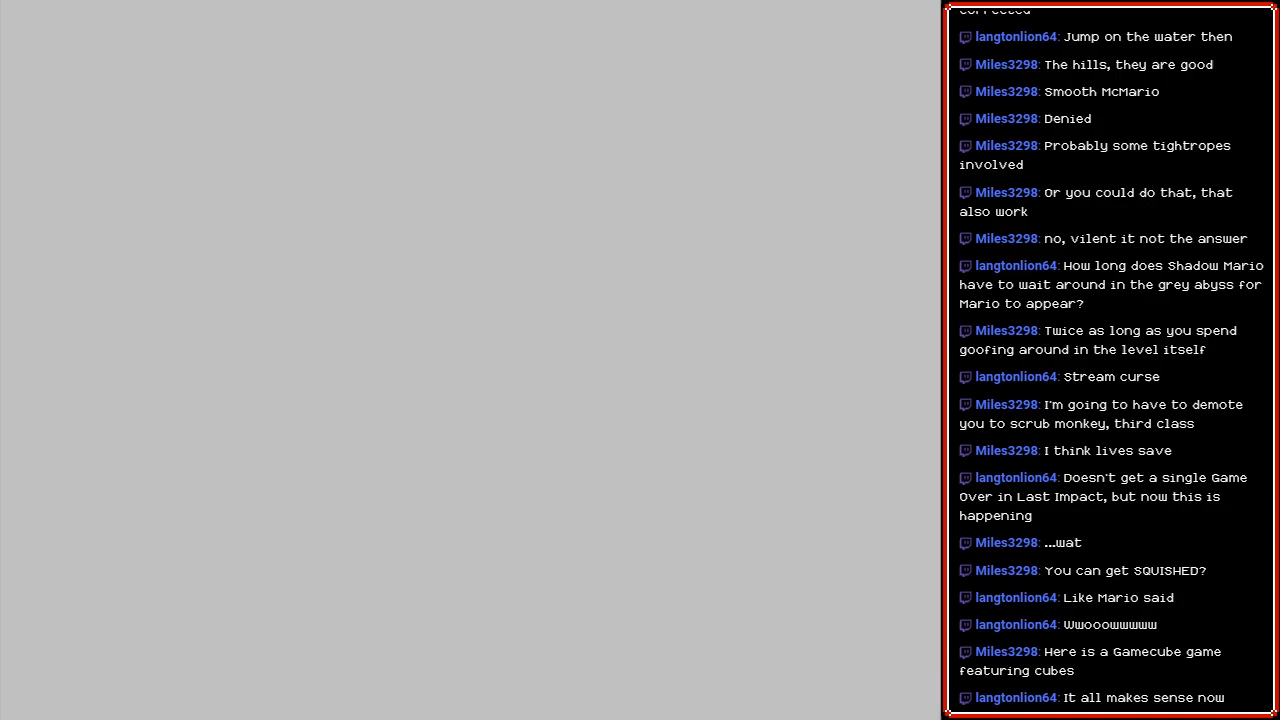 corrected
langtonlion64: Jump on the water then
Miles3298: The hills, they are good
Miles3298: Smooth McMario
Miles3298: Denied
Miles3298: Probably some tightropes
involved
Miles3298: Or you could do that, that
also work
Miles3298: no, vilent it not the answer
langtonlion64: How long does Shadow Mario
have to wait around in the grey abyss for
Mario to appear?
Miles3298: Twice as long as you spend
goofing around in the level itself
langtonlion64: Stream curse
Miles3298: I'm going to have to demote
you to scrub monkey, third class
Miles3298: I think lives save
langtonlion64: Doesn't get a single Game
Over in Last Impact, but now this is
happening
Miles3298: ...wat
Miles3298: You can get SQUISHED?
langtonlion64: Like Mario said
langtonlion64: Wwooowwwww
Miles3298: Here is a Gamecube game
featuring cubes
langtonlion64: It all makes sense now